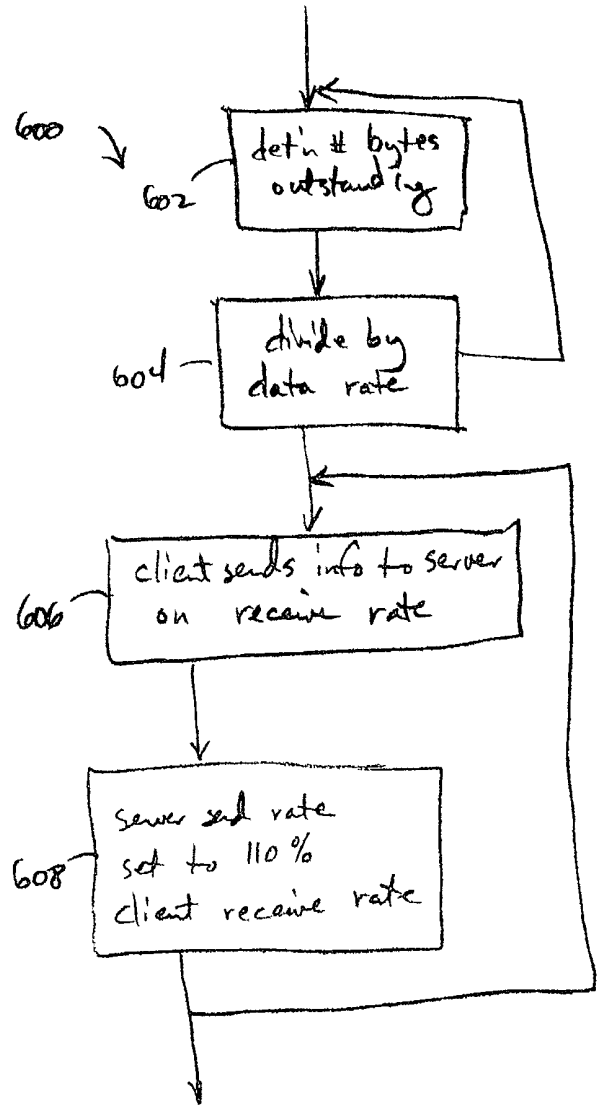 600
det'n # bytes
outstanding
602
divide by
data rate
604
client sends info to server
on receive rate
606
server send rate
set to 110%
client receive rate
608